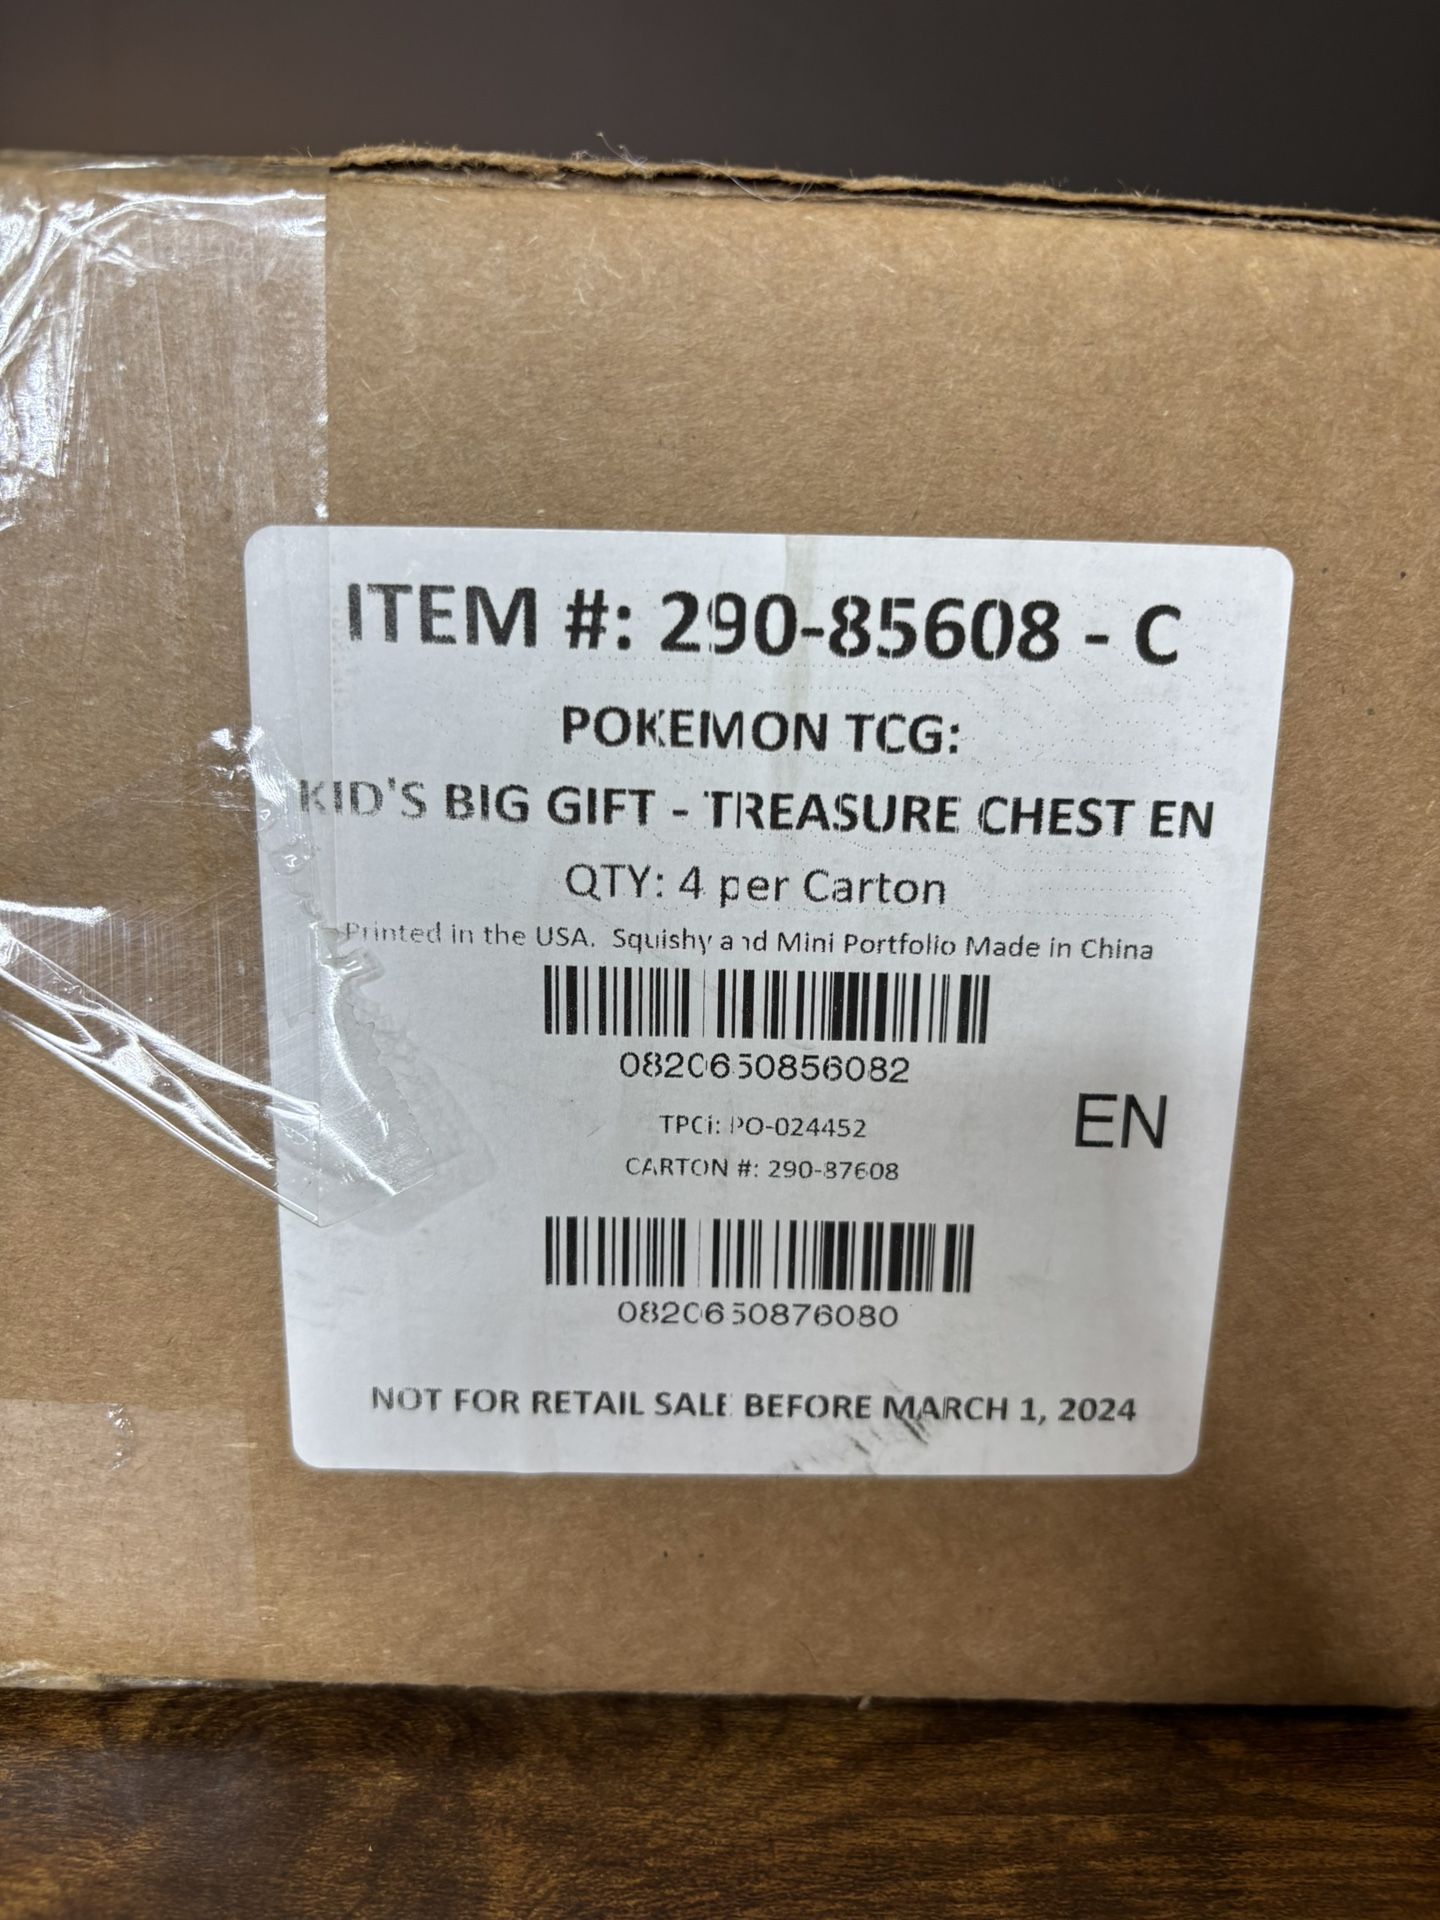 ITEM #: 290-85608 - C
POKEMON TCG:
KID'S BIG GIFT - TREASURE CHEST EN
QTY: 4 per Carton
Printed in the USA. Squishy and Mini Portfolio Made in China
0820650856082
TPCi: PO-024452
EN
CARTON #: 290-87608
0820650876080
NOT FOR RETAIL SALE BEFORE MARCH 1, 2024